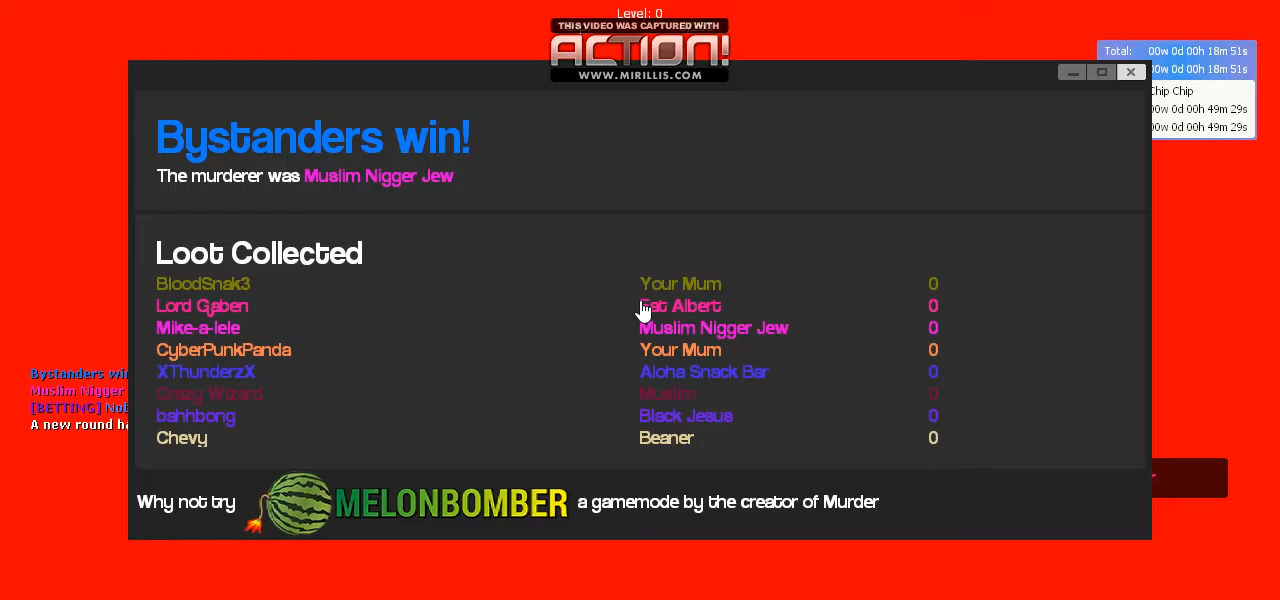 Level: 0
THIS VIDEO WAS CAPTURED WITH
ACTION!
WWW.MIRILLIS.COM
Total: 00w 0d 00h 18m 51s
00w 0d 00h 18m 51s
Chip Chip
00w 0d 00h 49m 29s
00w 0d 00h 49m 29s
Bystanders win!
The murderer was Muslim Nigger Jew
Loot Collected
BloodSnak3 Your Mum 0
Lord Gaben Fat Albert 0
Mike-a-lele Muslim Nigger Jew 0
CyberPunkPanda Your Mum 0
XThunderzX Aloha Snack Bar 0
Crazy Wizard Muslim 0
bahhbong Black Jesus 0
Chevy Beaner 0
Bystanders win
Muslim Nigger
[BETTING] Not
A new round ha
Why not try MELONBOMBER a gamemode by the creator of Murder